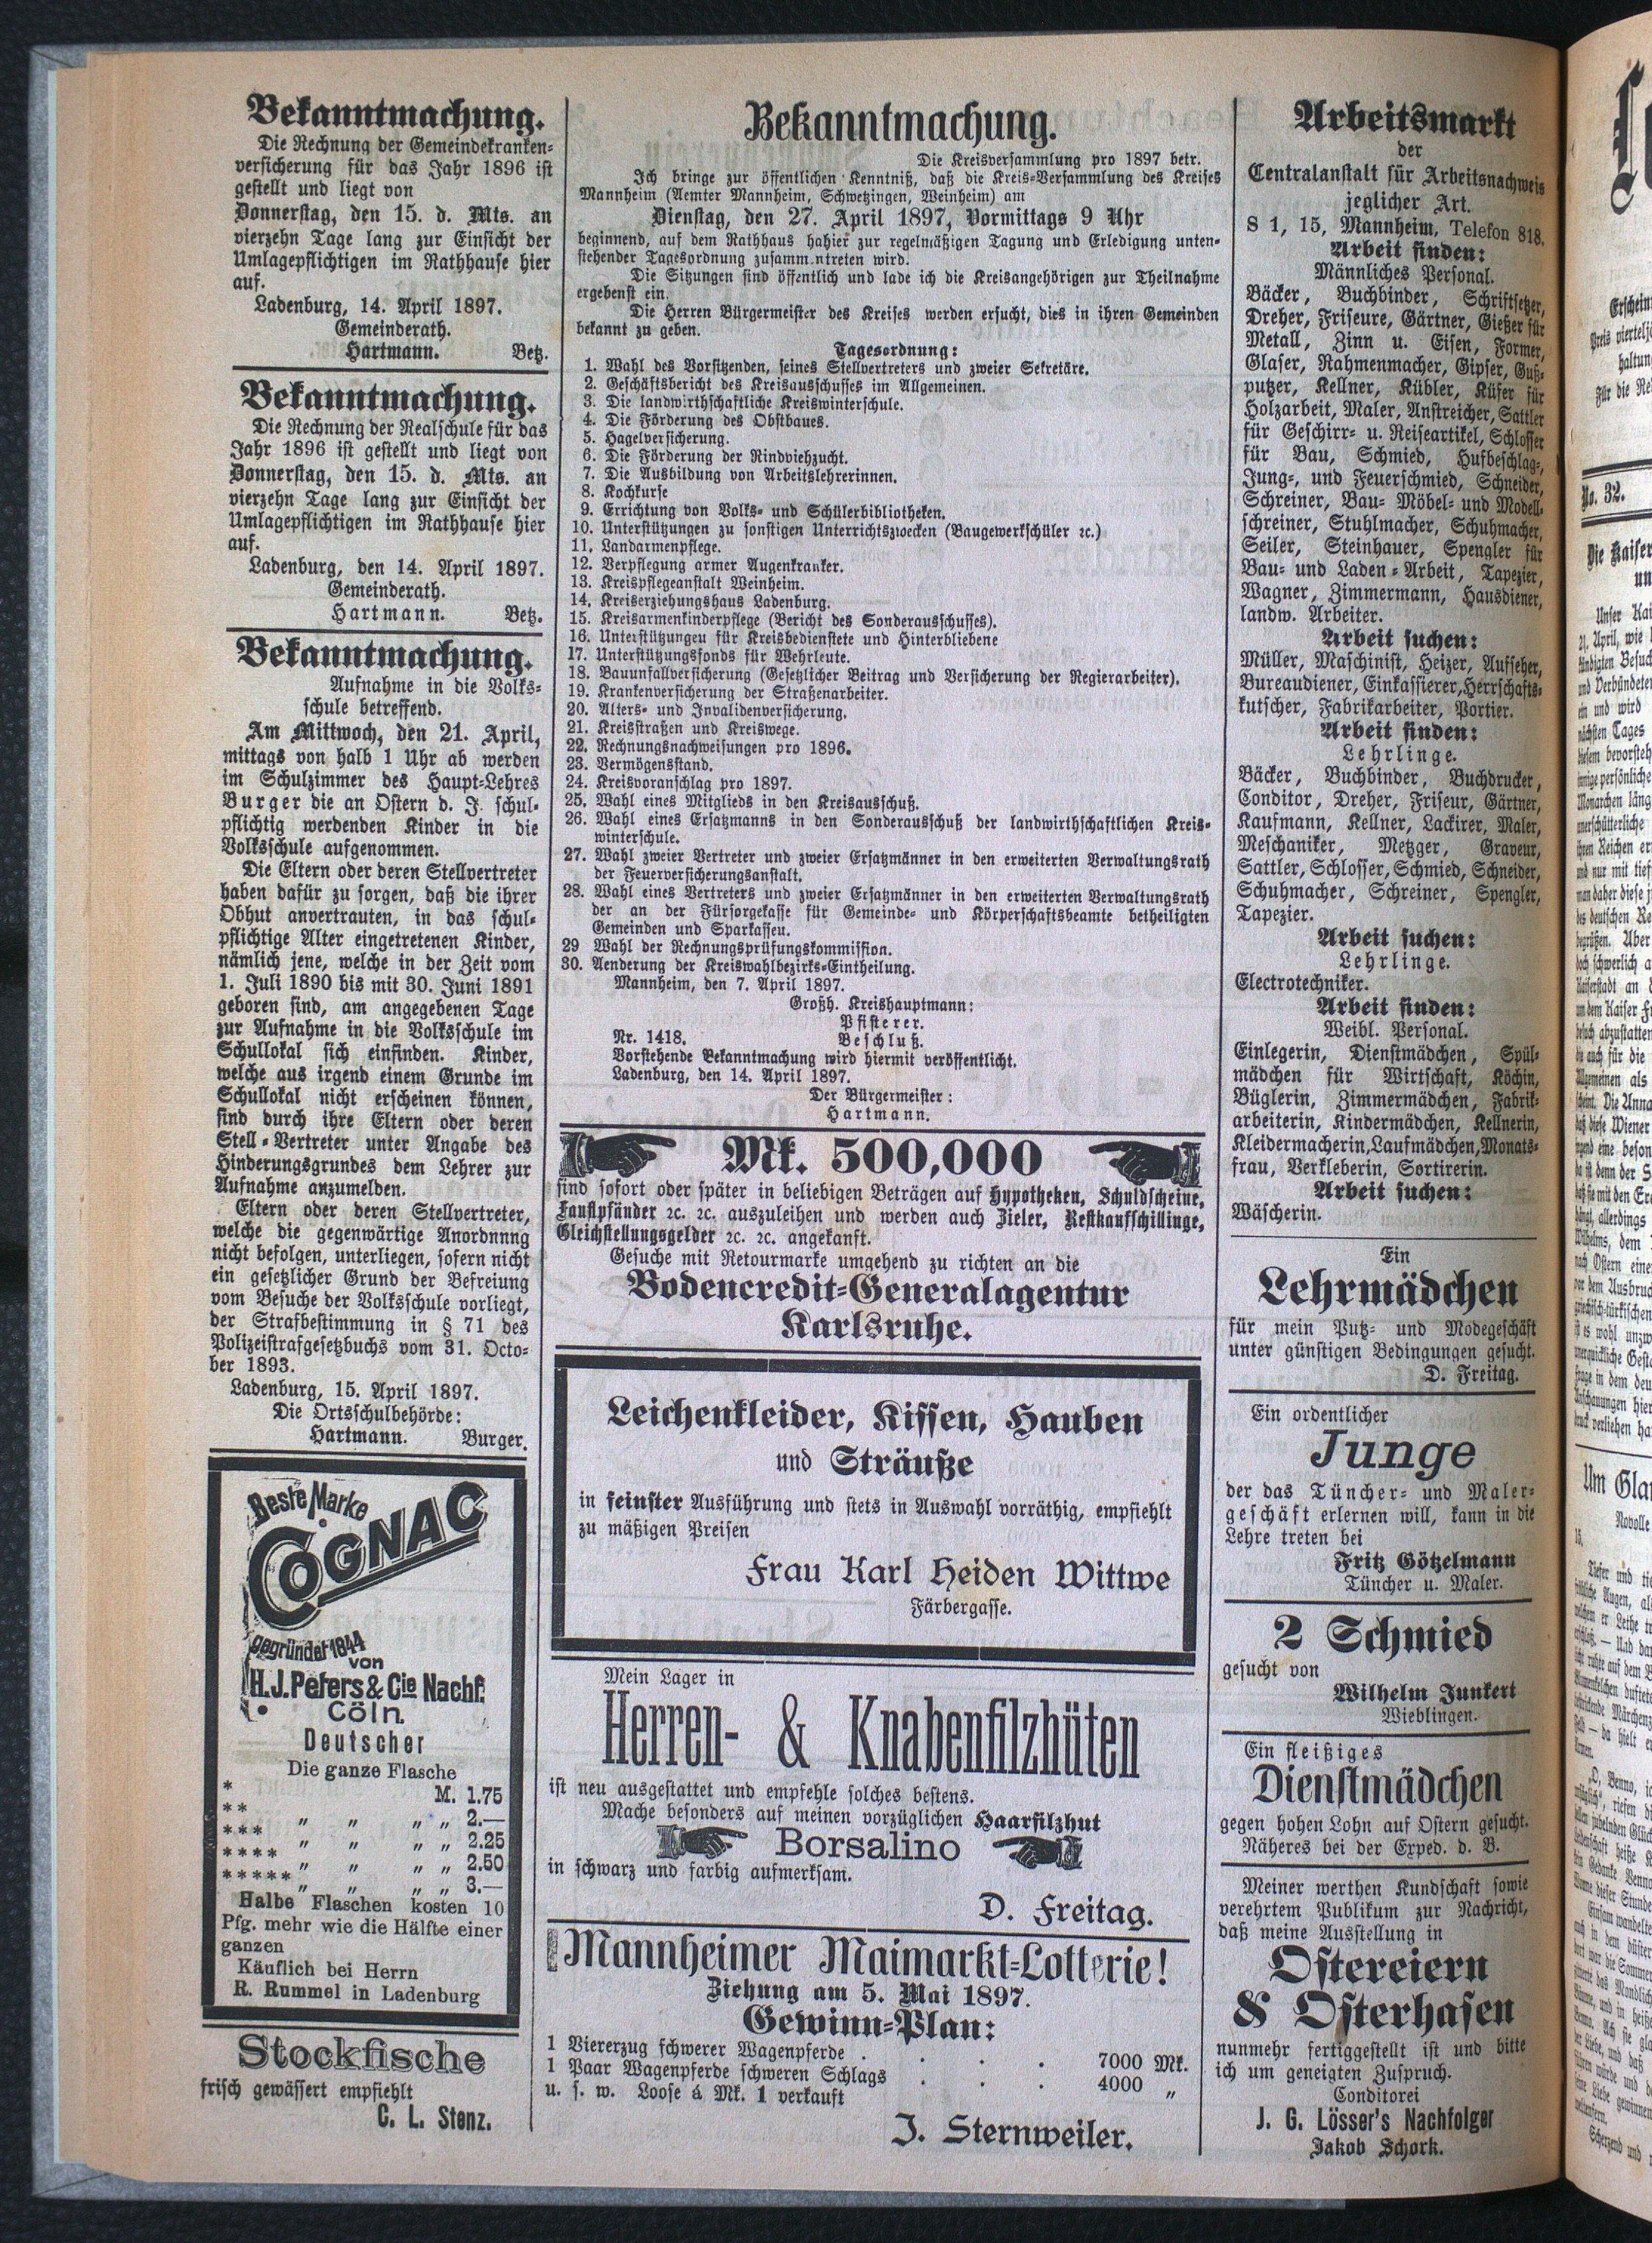 Bekanntmachung.
Die Rechnung der Gemeindekranken-
versicherung für das Jahr 1896 ist
gestellt und liegt von
Donnerstag, den 15. d. Mts. an
vierzehn Tage lang zur Einsicht der
Umlagepflichtigen im Rathhause hier
auf.
Ladenburg, 14. April 1897.
Gemeinderath.
Hartmann. Betz.
Bekanntmachung.
Die Rechnung der Realschule für das
Jahr 1896 ist gestellt und liegt von
Donnerstag, den 15. d. Mts. an
vierzehn Tage lang zur Einsicht der
Umlagepflichtigen im Rathhause hier
auf.
Ladenburg, den 14. April 1897.
Gemeinderath.
Hartmann. Betz.
Bekanntmachung.
Aufnahme in die Volks-
schule betreffend.
Am Mittwoch, den 21. April,
mittags von halb 1 Uhr ab werden
im Schulzimmer des Haupt-Lehres
Burger die an Ostern d. J. schul-
pflichtig werdenden Kinder in die
Volksschule aufgenommen.
Die Eltern oder deren Stellvertreter
haben dafür zu sorgen, daß die ihrer
Obhut anvertrauten, in das schul-
pflichtige Alter eingetretenen Kinder,
nämlich jene, welche in der Zeit vom
1. Juli 1890 bis mit 30. Juni 1891
geboren sind, am angegebenen Tage
zur Aufnahme in die Volksschule im
Schullokal sich einfinden. Kinder,
welche aus irgend einem Grunde im
Schullokal nicht erscheinen können,
sind durch ihre Eltern oder deren
Stell-Vertreter unter Angabe des
Hinderungsgrundes dem Lehrer zur
Aufnahme anzumelden.
Eltern oder deren Stellvertreter,
welche die gegenwärtige Anordnnng
nicht befolgen, unterliegen, sofern nicht
ein gesetzlicher Grund der Befreiung
vom Besuche der Volksschule vorliegt,
der Strafbestimmung in § 71 des
Polizeistrafgesetzbuchs vom 31. Octo-
ber 1893.
Ladenburg, 15. April 1897.
Die Ortsschulbehörde:
Hartmann. Burger.
Beste Marke
COGNAC
gegründet 1844
von
H.J. Peters & Cie Nachf.
Cöln.
Deutscher
Die ganze Flasche
* M. 1.75
** " " " " 2.—
*** " " " " 2.25
**** " " " " 2.50
***** " " " " 3.—
Halbe Flaschen kosten 10
Pfg. mehr wie die Hälfte einer
ganzen
Käuflich bei Herrn
R. Rummel in Ladenburg
Stockfische
frisch gewässert empfiehlt
C. L. Stenz.
Bekanntmachung.
Die Kreisversammlung pro 1897 betr.
Ich bringe zur öffentlichen Kenntniß, daß die Kreis-Versammlung des Kreises
Mannheim (Aemter Mannheim, Schwetzingen, Weinheim) am
Dienstag, den 27. April 1897, Vormittags 9 Uhr
beginnend, auf dem Rathhaus hahier zur regelmäßigen Tagung und Erledigung unten-
stehender Tagesordnung zusamm.ntreten wird.
Die Sitzungen sind öffentlich und lade ich die Kreisangehörigen zur Theilnahme
ergebenst ein.
Die Herren Bürgermeister des Kreises werden ersucht, dies in ihren Gemeinden
bekannt zu geben.
Tagesordnung:
1. Wahl des Vorsitzenden, seines Stellvertreters und zweier Sekretäre.
2. Geschäftsbericht des Kreisausschusses im Allgemeinen.
3. Die landwirthschaftliche Kreiswinterschule.
4. Die Förderung des Obstbaues.
5. Hagelversicherung.
6. Die Förderung der Rindviehzucht.
7. Die Ausbildung von Arbeitslehrerinnen.
8. Kochkurse
9. Errichtung von Volks- und Schülerbibliotheken.
10. Unterstützungen zu sonstigen Unterrichtszwecken (Baugewerkschüler ꝛc.)
11. Landarmenpflege.
12. Verpflegung armer Augenkranker.
13. Kreispflegeanstalt Weinheim.
14. Kreiserziehungshaus Ladenburg.
15. Kreisarmenkinderpflege (Bericht des Sonderausschusses).
16. Unterstützungen für Kreisbedienstete und Hinterbliebene
17. Unterstützungsfonds für Wehrleute.
18. Bauunfallversicherung (Gesetzlicher Beitrag und Versicherung der Regierarbeiter).
19. Krankenversicherung der Straßenarbeiter.
20. Alters- und Invalidenversicherung.
21. Kreisstraßen und Kreiswege.
22. Rechnungsnachweisungen pro 1896.
23. Vermögensstand.
24. Kreisvoranschlag pro 1897.
25. Wahl eines Mitglieds in den Kreisausschuß.
26. Wahl eines Ersatzmanns in den Sonderausschuß der landwirthschaftlichen Kreis-
winterschule.
27. Wahl zweier Vertreter und zweier Ersatzmänner in den erweiterten Verwaltungsrath
der Feuerversicherungsanstalt.
28. Wahl eines Vertreters und zweier Ersatzmänner in den erweiterten Verwaltungsrath
der an der Fürsorgekasse für Gemeinde- und Körperschaftsbeamte betheiligten
Gemeinden und Sparkassen.
29 Wahl der Rechnungsprüfungskommission.
30. Aenderung der Kreiswahlbezirks-Eintheilung.
Mannheim, den 7. April 1897.
Großh. Kreishauptmann:
Pfisterer.
Nr. 1418. Beschluß.
Vorstehende Bekanntmachung wird hiermit veröffentlicht.
Ladenburg, den 14. April 1897.
Der Bürgermeister:
Hartmann.
Mk. 500,000
sind sofort oder später in beliebigen Beträgen auf Hypotheken, Schuldscheine,
Faustpfänder ꝛc. ꝛc. auszuleihen und werden auch Zieler, Restkaufschillinge,
Gleichstellungsgelder ꝛc. ꝛc. angekanft.
Gesuche mit Retourmarke umgehend zu richten an die
Bodencredit-Generalagentur
Karlsruhe.
Leichenkleider, Kissen, Hauben
und Sträuße
in feinster Ausführung und stets in Auswahl vorräthig, empfiehlt
zu mäßigen Preisen
Frau Karl Heiden Wittwe
Färbergasse.
Mein Lager in
Herren- & Knabenfilzhüten
ist neu ausgestattet und empfehle solches bestens.
Mache besonders auf meinen vorzüglichen Haarfilzhut
Borsalino
in schwarz und farbig aufmerksam.
D. Freitag.
Mannheimer Maimarkt-Lotterie!
Ziehung am 5. Mai 1897.
Gewinn-Plan:
1 Viererzug schwerer Wagenpferde . . . . 7000 Mk.
1 Paar Wagenpferde schweren Schlags . . . 4000 "
u. s. w. Loose á Mk. 1 verkauft
J. Sternweiler.
Arbeitsmarkt
der
Centralanstalt für Arbeitsnachweis
jeglicher Art.
S 1, 15, Mannheim, Telefon 818.
Arbeit finden:
Männliches Personal.
Bäcker, Buchbinder, Schriftsetzer,
Dreher, Friseure, Gärtner, Gießer für
Metall, Zinn u. Eisen, Former,
Glaser, Rahmenmacher, Gipser, Guß-
putzer, Kellner, Kübler, Küfer für
Holzarbeit, Maler, Anstreicher, Sattler
für Geschirr- u. Reiseartikel, Schlosser
für Bau, Schmied, Hufbeschlag-,
Jung-, und Feuerschmied, Schneider,
Schreiner, Bau- Möbel- und Modell-
schreiner, Stuhlmacher, Schuhmacher,
Seiler, Steinhauer, Spengler für
Bau- und Laden-Arbeit, Tapezier,
Wagner, Zimmermann, Hausdiener,
landw. Arbeiter.
Arbeit suchen:
Müller, Maschinist, Heizer, Aufseher,
Bureaudiener, Einkassierer, Herrschafts-
kutscher, Fabrikarbeiter, Portier.
Arbeit finden:
Lehrlinge.
Bäcker, Buchbinder, Buchdrucker,
Conditor, Dreher, Friseur, Gärtner,
Kaufmann, Kellner, Lackirer, Maler,
Meschaniker, Metzger, Graveur,
Sattler, Schlosser, Schmied, Schneider,
Schuhmacher, Schreiner, Spengler,
Tapezier.
Arbeit suchen:
Lehrlinge.
Electrotechniker.
Arbeit finden:
Weibl. Personal.
Einlegerin, Dienstmädchen, Spül-
mädchen für Wirtschaft, Köchin,
Büglerin, Zimmermädchen, Fabrik-
arbeiterin, Kindermädchen, Kellnerin,
Kleidermacherin, Laufmädchen, Monats-
frau, Verkleberin, Sortirerin.
Arbeit suchen:
Wäscherin.
Ein
Lehrmädchen
für mein Putz- und Modegeschäft
unter günstigen Bedingungen gesucht.
D. Freitag.
Ein ordentlicher
Junge
der das Tüncher- und Maler-
geschäft erlernen will, kann in die
Lehre treten bei
Fritz Götzelmann
Tüncher u. Maler.
2 Schmied
gesucht von
Wilhelm Junkert
Wieblingen.
Ein fleißiges
Dienstmädchen
gegen hohen Lohn auf Ostern gesucht.
Näheres bei der Exped. d. B.
Meiner werthen Kundschaft sowie
verehrtem Publikum zur Nachricht,
daß meine Ausstellung in
Ostereiern
& Osterhasen
nunmehr fertiggestellt ist und bitte
ich um geneigten Zuspruch.
Conditorei
J. G. Lösser's Nachfolger
Jakob Schork.
No. 32.